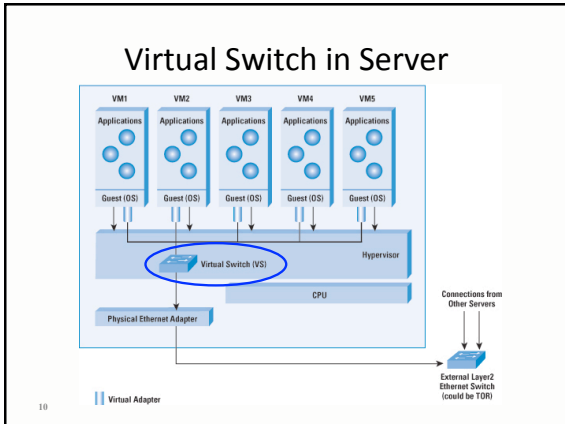 Virtual Switch in Server
VM1 VM2 VM3 VM4 VM5
Applications Applications Applications Applications Applications
Guest (OS) Guest (OS) Guest (OS) Guest (OS) Guest (OS)
Hypervisor
Virtual Switch (VS)
CPU
Physical Ethernet Adapter
Connections from
Other Servers
External Layer2
Ethernet Switch
(could be TOR)
Virtual Adapter
10